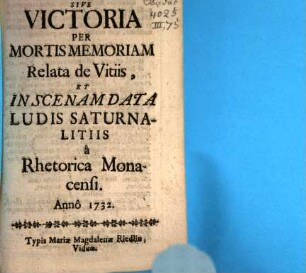 SIVE
VICTORIA
PER
MORTIS MEMORIAM
Relata de Vitiis,
ET
IN SCENAM DATA
LUDIS SATURNA-
LITIIS
à
Rhetorica Mona-
censi.
Annô 1732.
Typis Mariæ Magdalenæ Riedlin,
Viduæ.